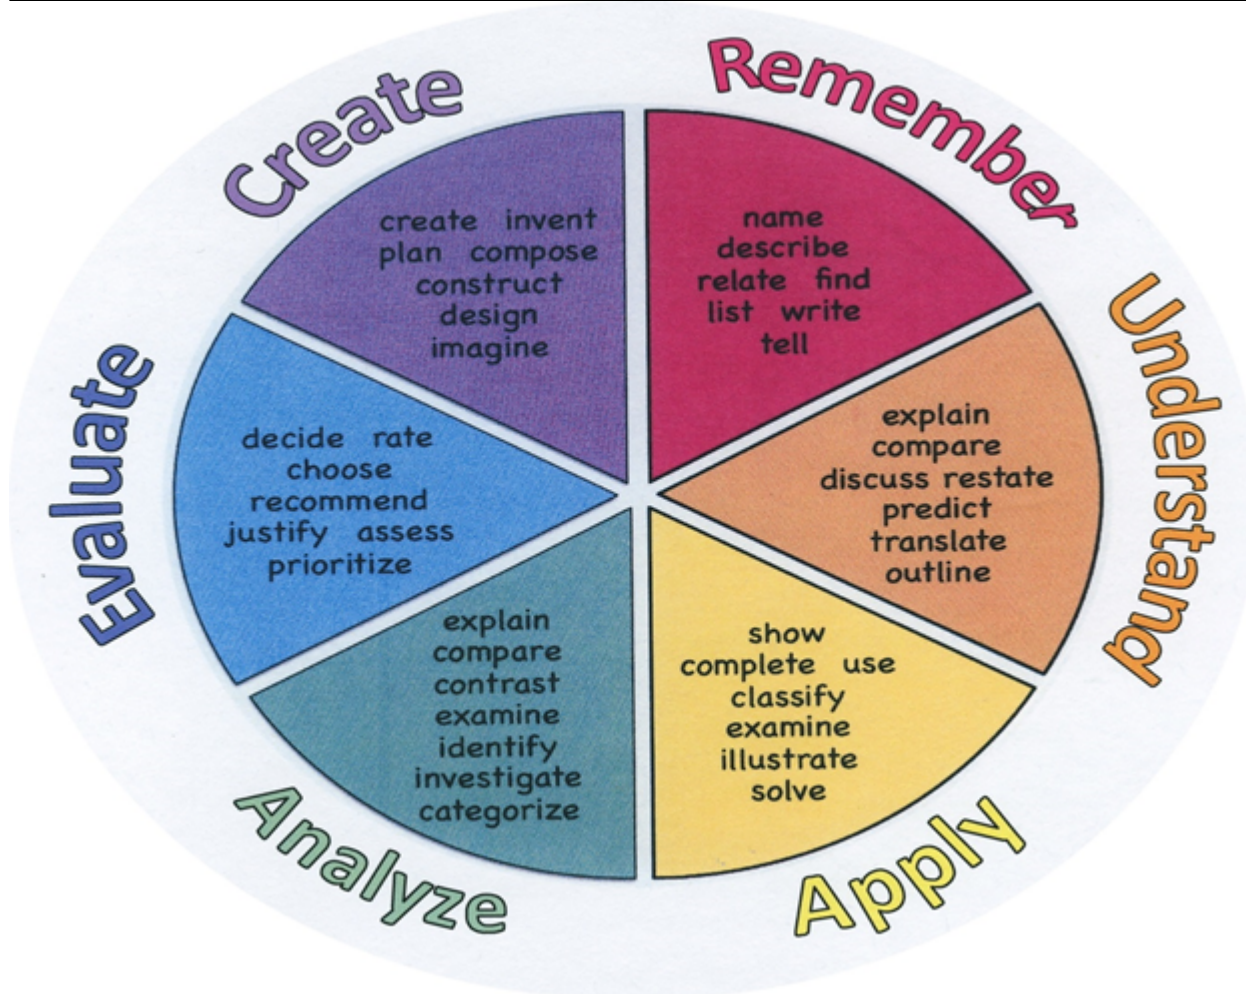 Remember
name
describe
relate find
list write
tell
Understand
explain
compare
discuss restate
predict
translate
outline
Apply
show
complete use
classify
examine
illustrate
solve
Analyze
explain
compare
contrast
examine
identify
investigate
categorize
Evaluate
decide rate
choose
recommend
justify assess
prioritize
Create
create invent
plan compose
construct
design
imagine